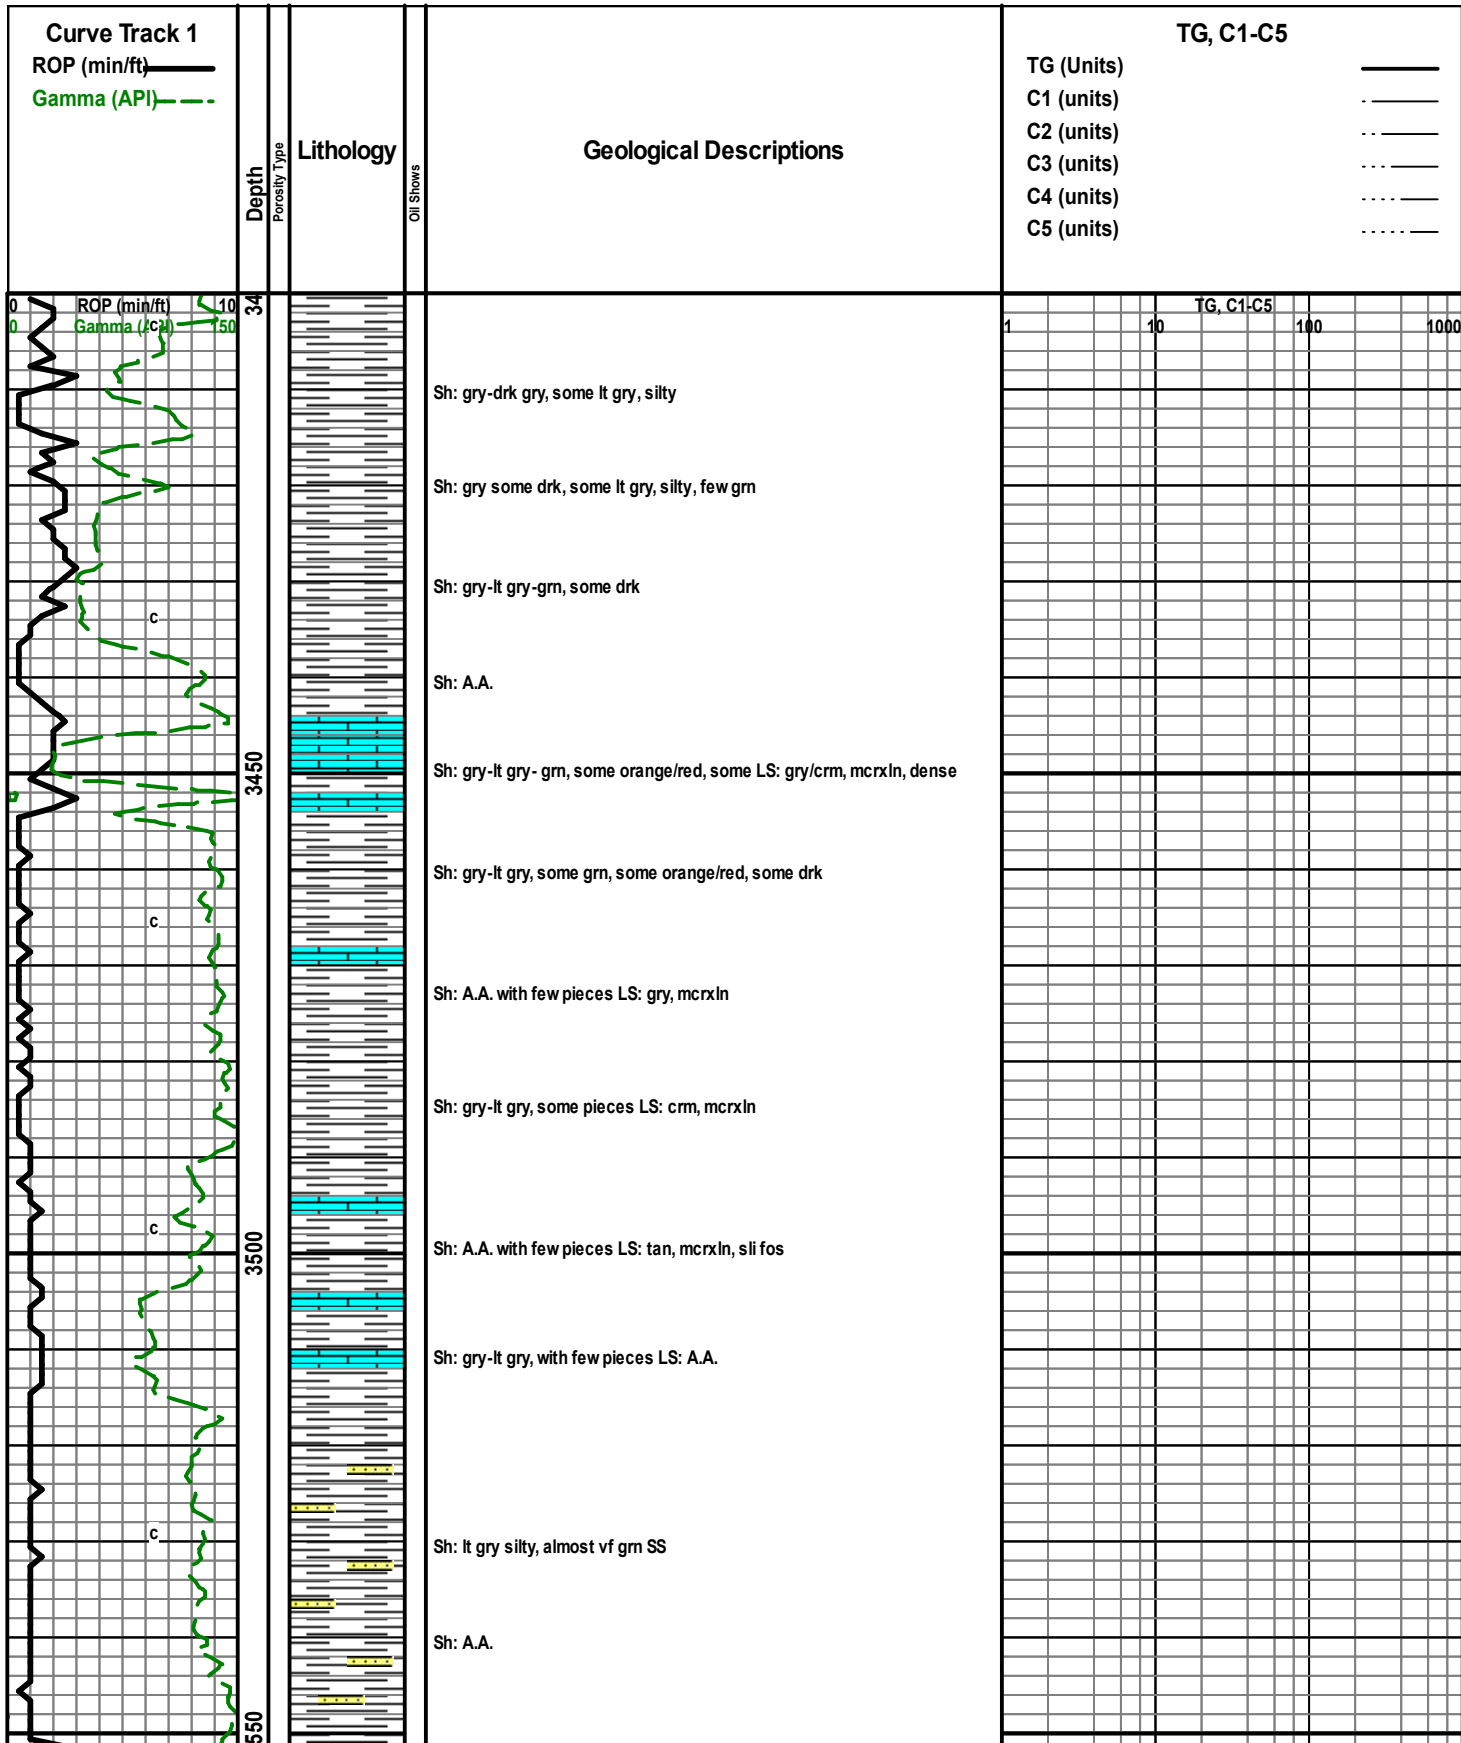 Curve Track 1
ROP (min/ft)
Gamma (API)
Depth
Porosity Type
Lithology
Oil Shows
Geological Descriptions
TG, C1-C5
TG (Units)
C1 (units)
C2 (units)
C3 (units)
C4 (units)
C5 (units)
0 ROP (min/ft) 10
0 Gamma (API) 150
C
34
TG, C1-C5
1 10 100 1000
Sh: gry-drk gry, some lt gry, silty
Sh: gry some drk, some lt gry, silty, few grn
Sh: gry-lt gry-grn, some drk
C
Sh: A.A.
3450
Sh: gry-lt gry- grn, some orange/red, some LS: gry/crm, mcrxln, dense
0
Sh: gry-lt gry, some grn, some orange/red, some drk
C
Sh: A.A. with few pieces LS: gry, mcrxln
Sh: gry-lt gry, some pieces LS: crm, mcrxln
C
3500
Sh: A.A. with few pieces LS: tan, mcrxln, sli fos
Sh: gry-lt gry, with few pieces LS: A.A.
C
Sh: lt gry silty, almost vf grn SS
Sh: A.A.
550